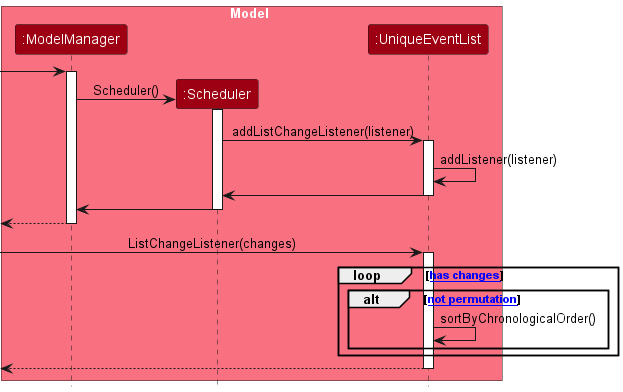 Model
:ModelManager
:UniqueEventList
Scheduler()
:Scheduler
addListChangeListener(listener)
addListener(listener)
ListChangeListener(changes)
loop [has changes]
alt [not permutation]
sortByChronologicalOrder()